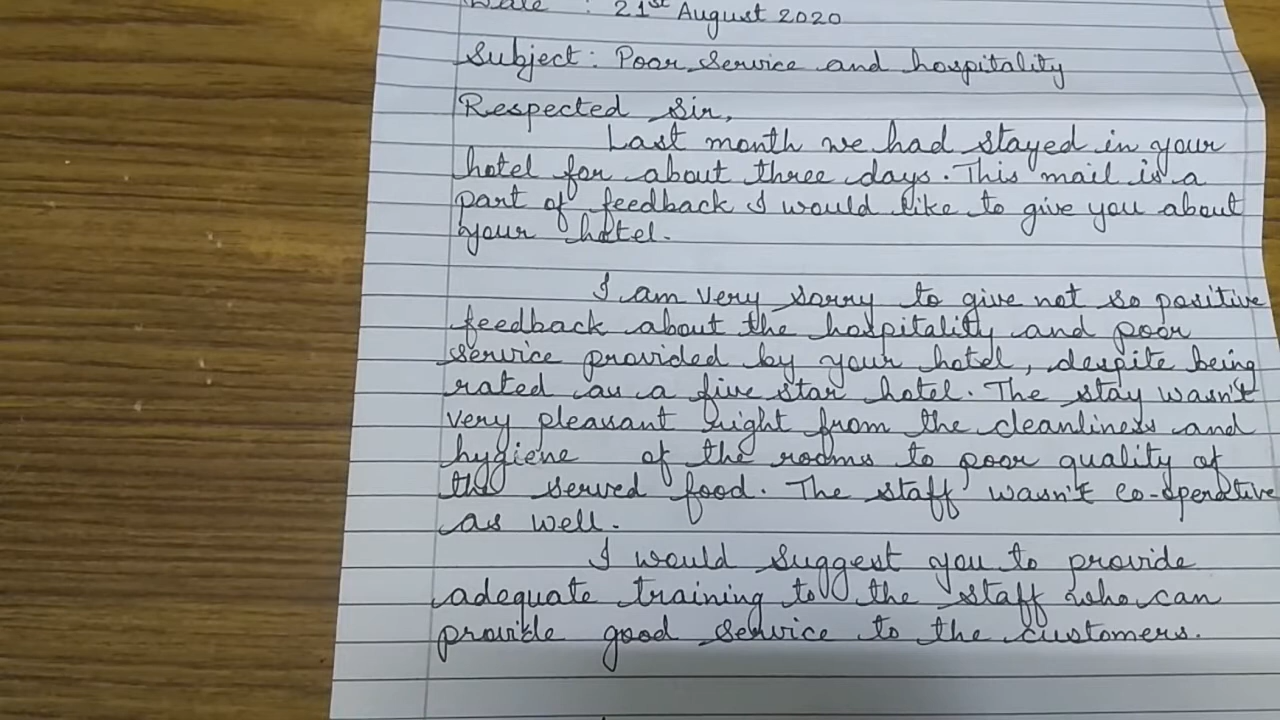 Date : 21st August 2020
Subject : Poor service and hospitality
Respected Sir,
Last month we had stayed in your
hotel for about three days. This mail is a
part of feedback I would like to give you about
your hotel.
I am very sorry to give not so positive
feedback about the hospitality and poor
service provided by your hotel, despite being
rated as a five star hotel. The stay wasn't
very pleasant right from the cleanliness and
hygiene of the rooms to poor quality of
the served food. The staff wasn't co-operative
as well.
I would suggest you to provide
adequate training to the staff who can
provide good service to the customers.